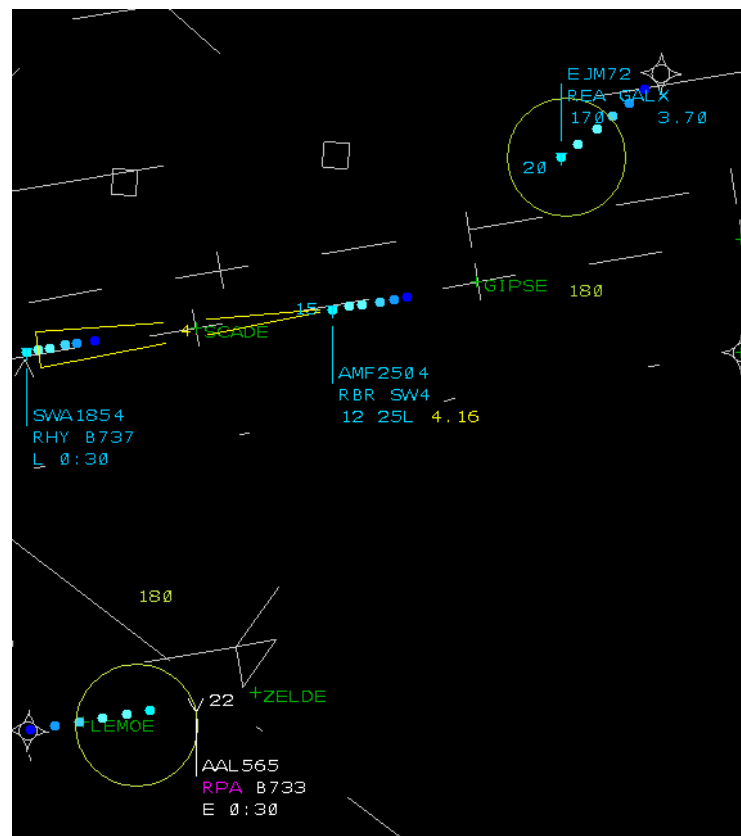 EJM72
REA GALX
170 3.70
20
GIPSE
180
15
4
SCADE
AMF2504
RBR SW4
12 25L 4.16
SWA1854
RHY B737
L 0:30
180
ZELDE
22
LEMOE
AAL565
RPA B733
E 0:30